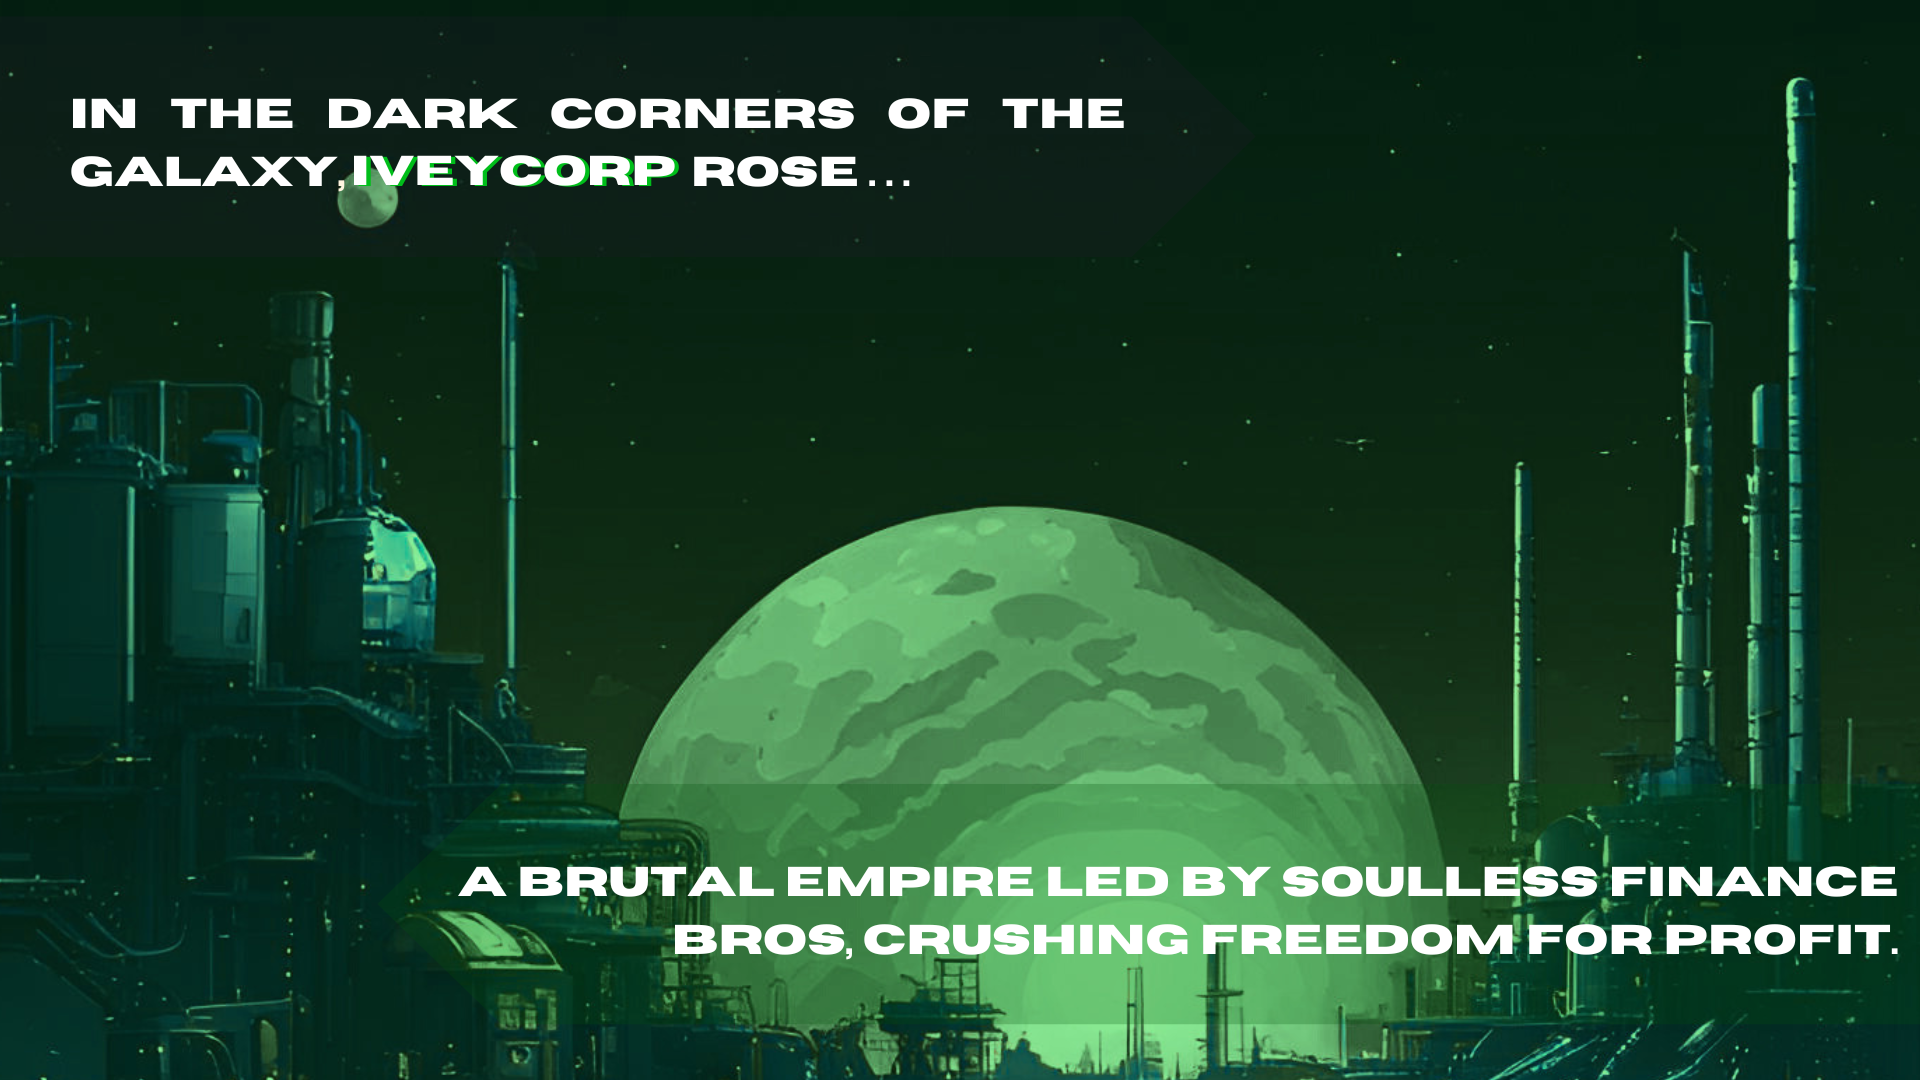 IN THE DARK CORNERS OF THE
GALAXY, IVEYCORP ROSE...
A BRUTAL EMPIRE LED BY SOULLESS FINANCE
BROS, CRUSHING FREEDOM FOR PROFIT.